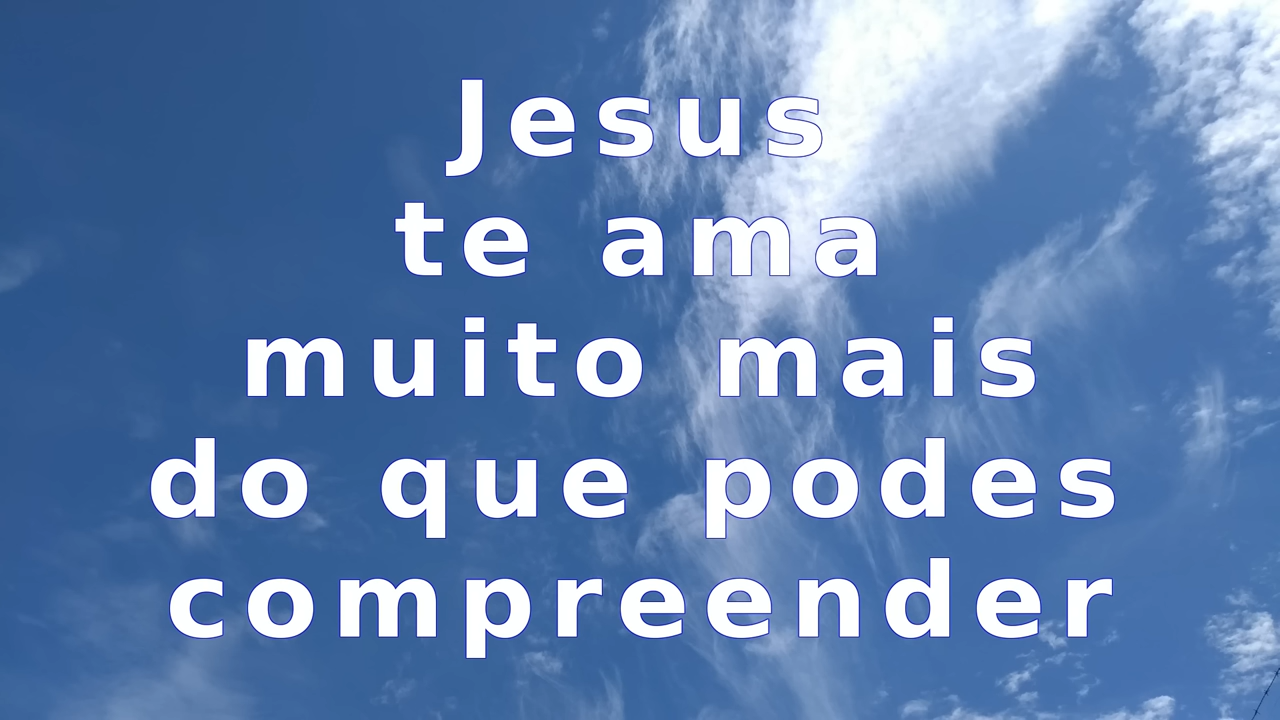 Jesus
te ama
muito mais
do que podes
compreender